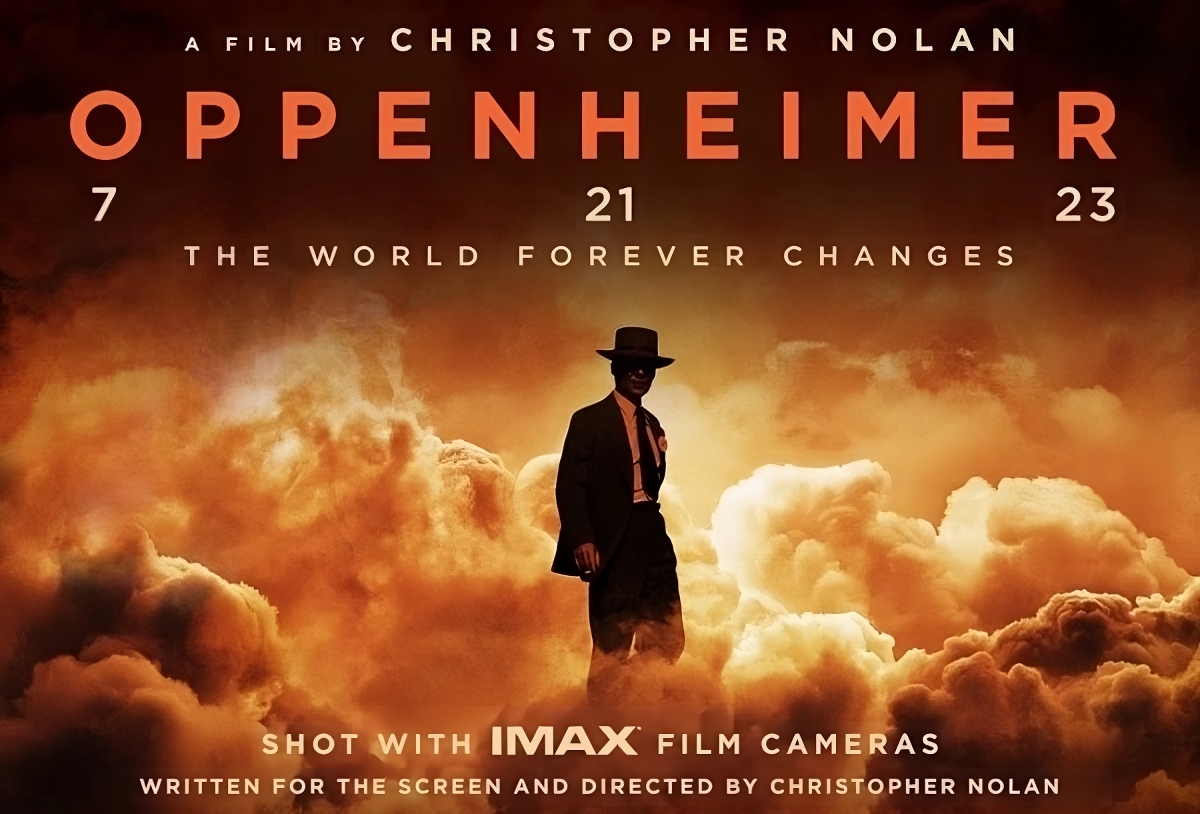 A FILM BY CHRISTOPHER NOLAN
OPPENHEIMER
7 21 23
THE WORLD FOREVER CHANGES
SHOT WITH IMAX FILM CAMERAS
WRITTEN FOR THE SCREEN AND DIRECTED BY CHRISTOPHER NOLAN